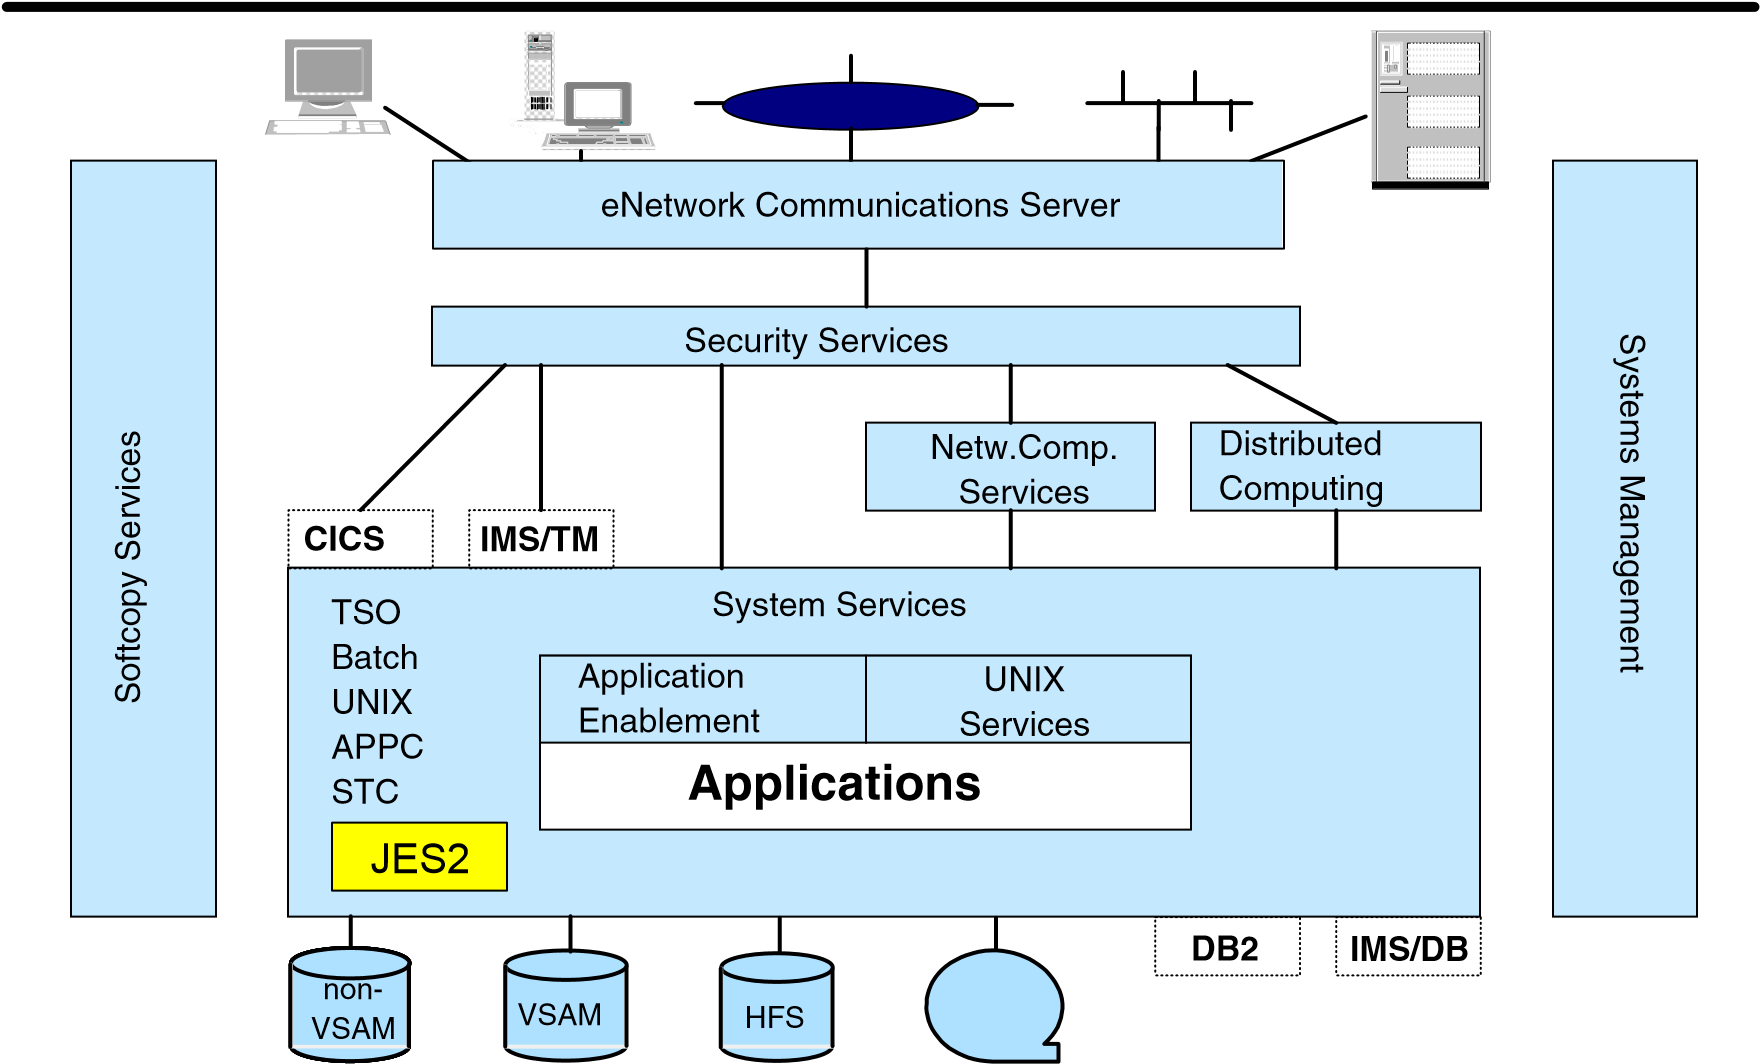 eNetwork Communications Server
Security Services
Softcopy Services
Systems Management
Netw.Comp.
Services
Distributed
Computing
CICS
IMS/TM
System Services
TSO
Batch
UNIX
APPC
STC
JES2
Application
Enablement
UNIX
Services
Applications
DB2
IMS/DB
non-
VSAM
VSAM
HFS